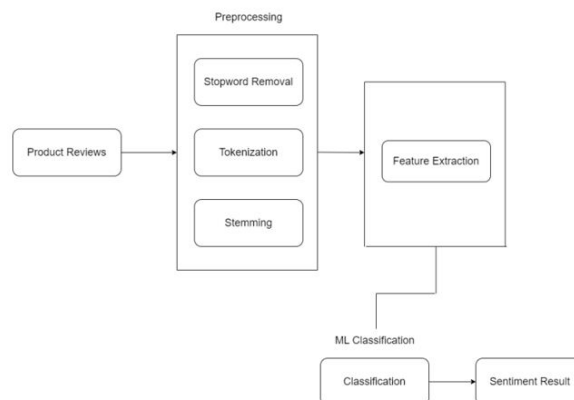 Preprocessing
Stopword Removal
Product Reviews
Tokenization
Feature Extraction
Stemming
ML Classification
Classification
Sentiment Result